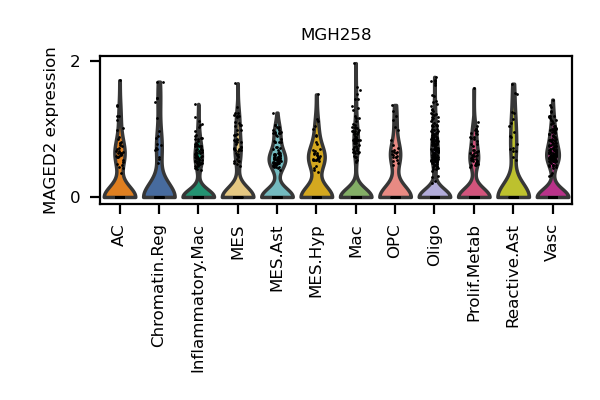 MGH258
MAGED2 expression
2
0
AC
Chromatin.Reg
Inflammatory.Mac
MES
MES.Ast
MES.Hyp
Mac
OPC
Oligo
Prolif.Metab
Reactive.Ast
Vasc